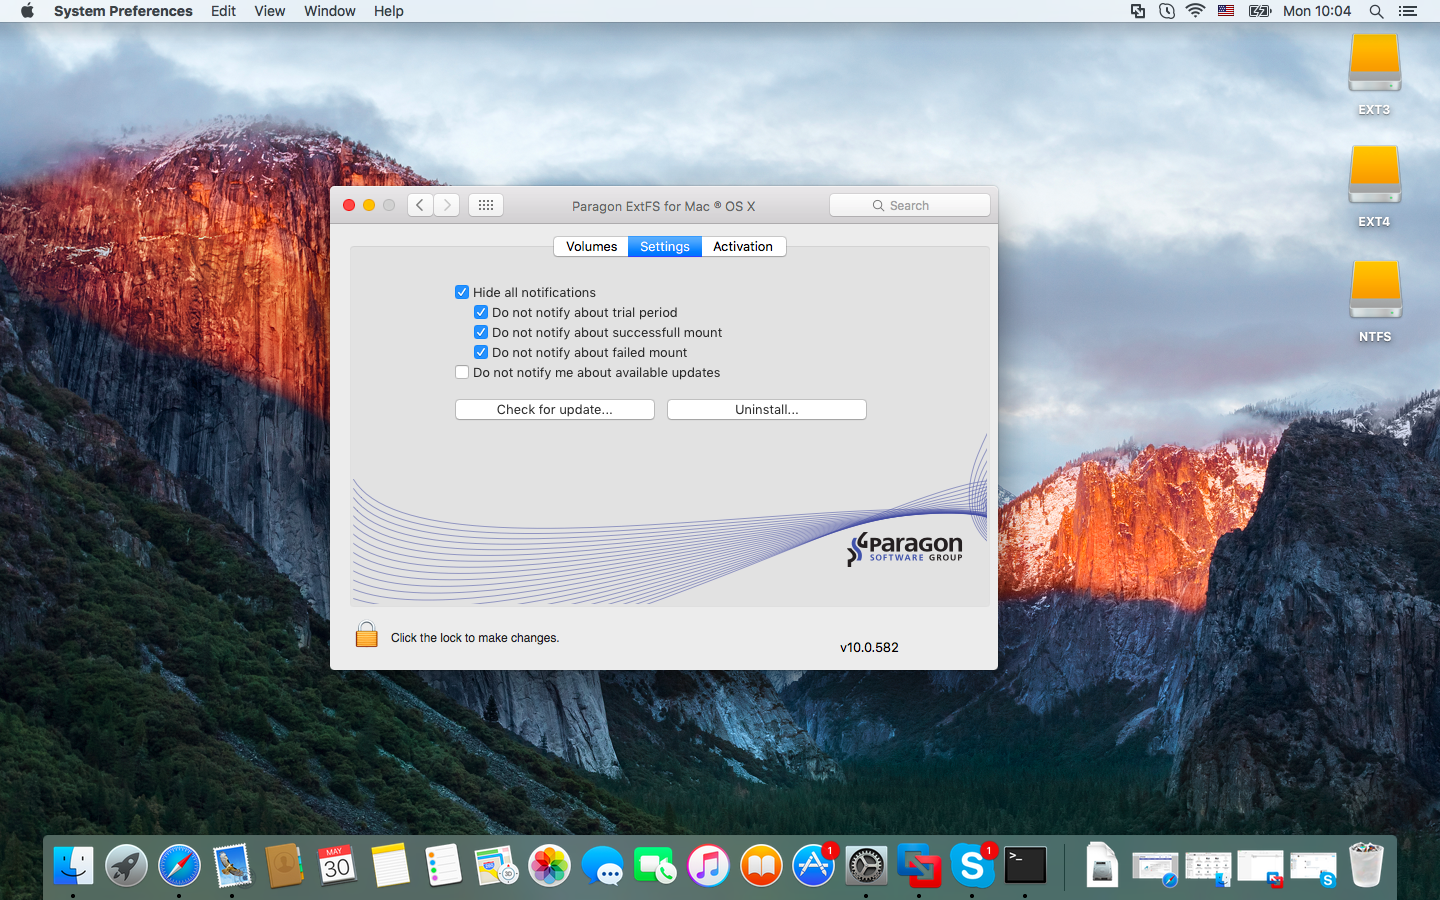 System Preferences Edit View Window Help Mon 10:04
EXT3
EXT4
NTFS
Paragon ExtFS for Mac ® OS X
Search
Volumes Settings Activation
Hide all notifications
Do not notify about trial period
Do not notify about successfull mount
Do not notify about failed mount
Do not notify me about available updates
Check for update... Uninstall...
Paragon
SOFTWARE GROUP
Click the lock to make changes.
v10.0.582
MAY
30
3D
1
S
1
>_
S